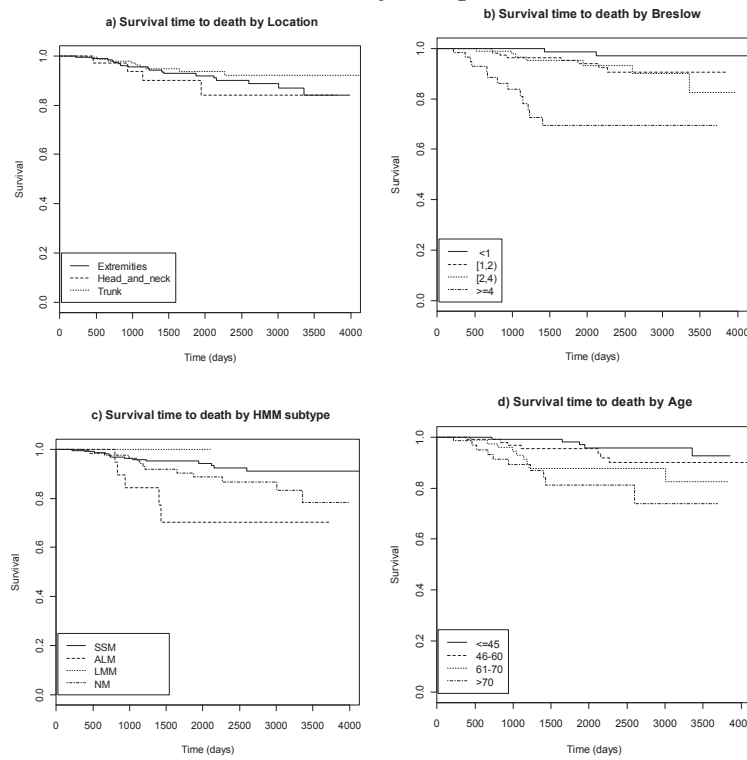 a) Survival time to death by Location
Survival
1.0
0.8
0.6
0.4
0.2
0.0
Extremities
Head_and_neck
Trunk
0 500 1000 1500 2000 2500 3000 3500 4000
Time (days)
b) Survival time to death by Breslow
Survival
1.0
0.8
0.6
0.4
0.2
0.0
<1
[1,2)
[2,4)
>=4
0 500 1000 1500 2000 2500 3000 3500 4000
Time (days)
c) Survival time to death by HMM subtype
Survival
1.0
0.8
0.6
0.4
0.2
0.0
SSM
ALM
LMM
NM
0 500 1000 1500 2000 2500 3000 3500 4000
Time (days)
d) Survival time to death by Age
Survival
1.0
0.8
0.6
0.4
0.2
0.0
<=45
46-60
61-70
>70
0 500 1000 1500 2000 2500 3000 3500 4000
Time (days)